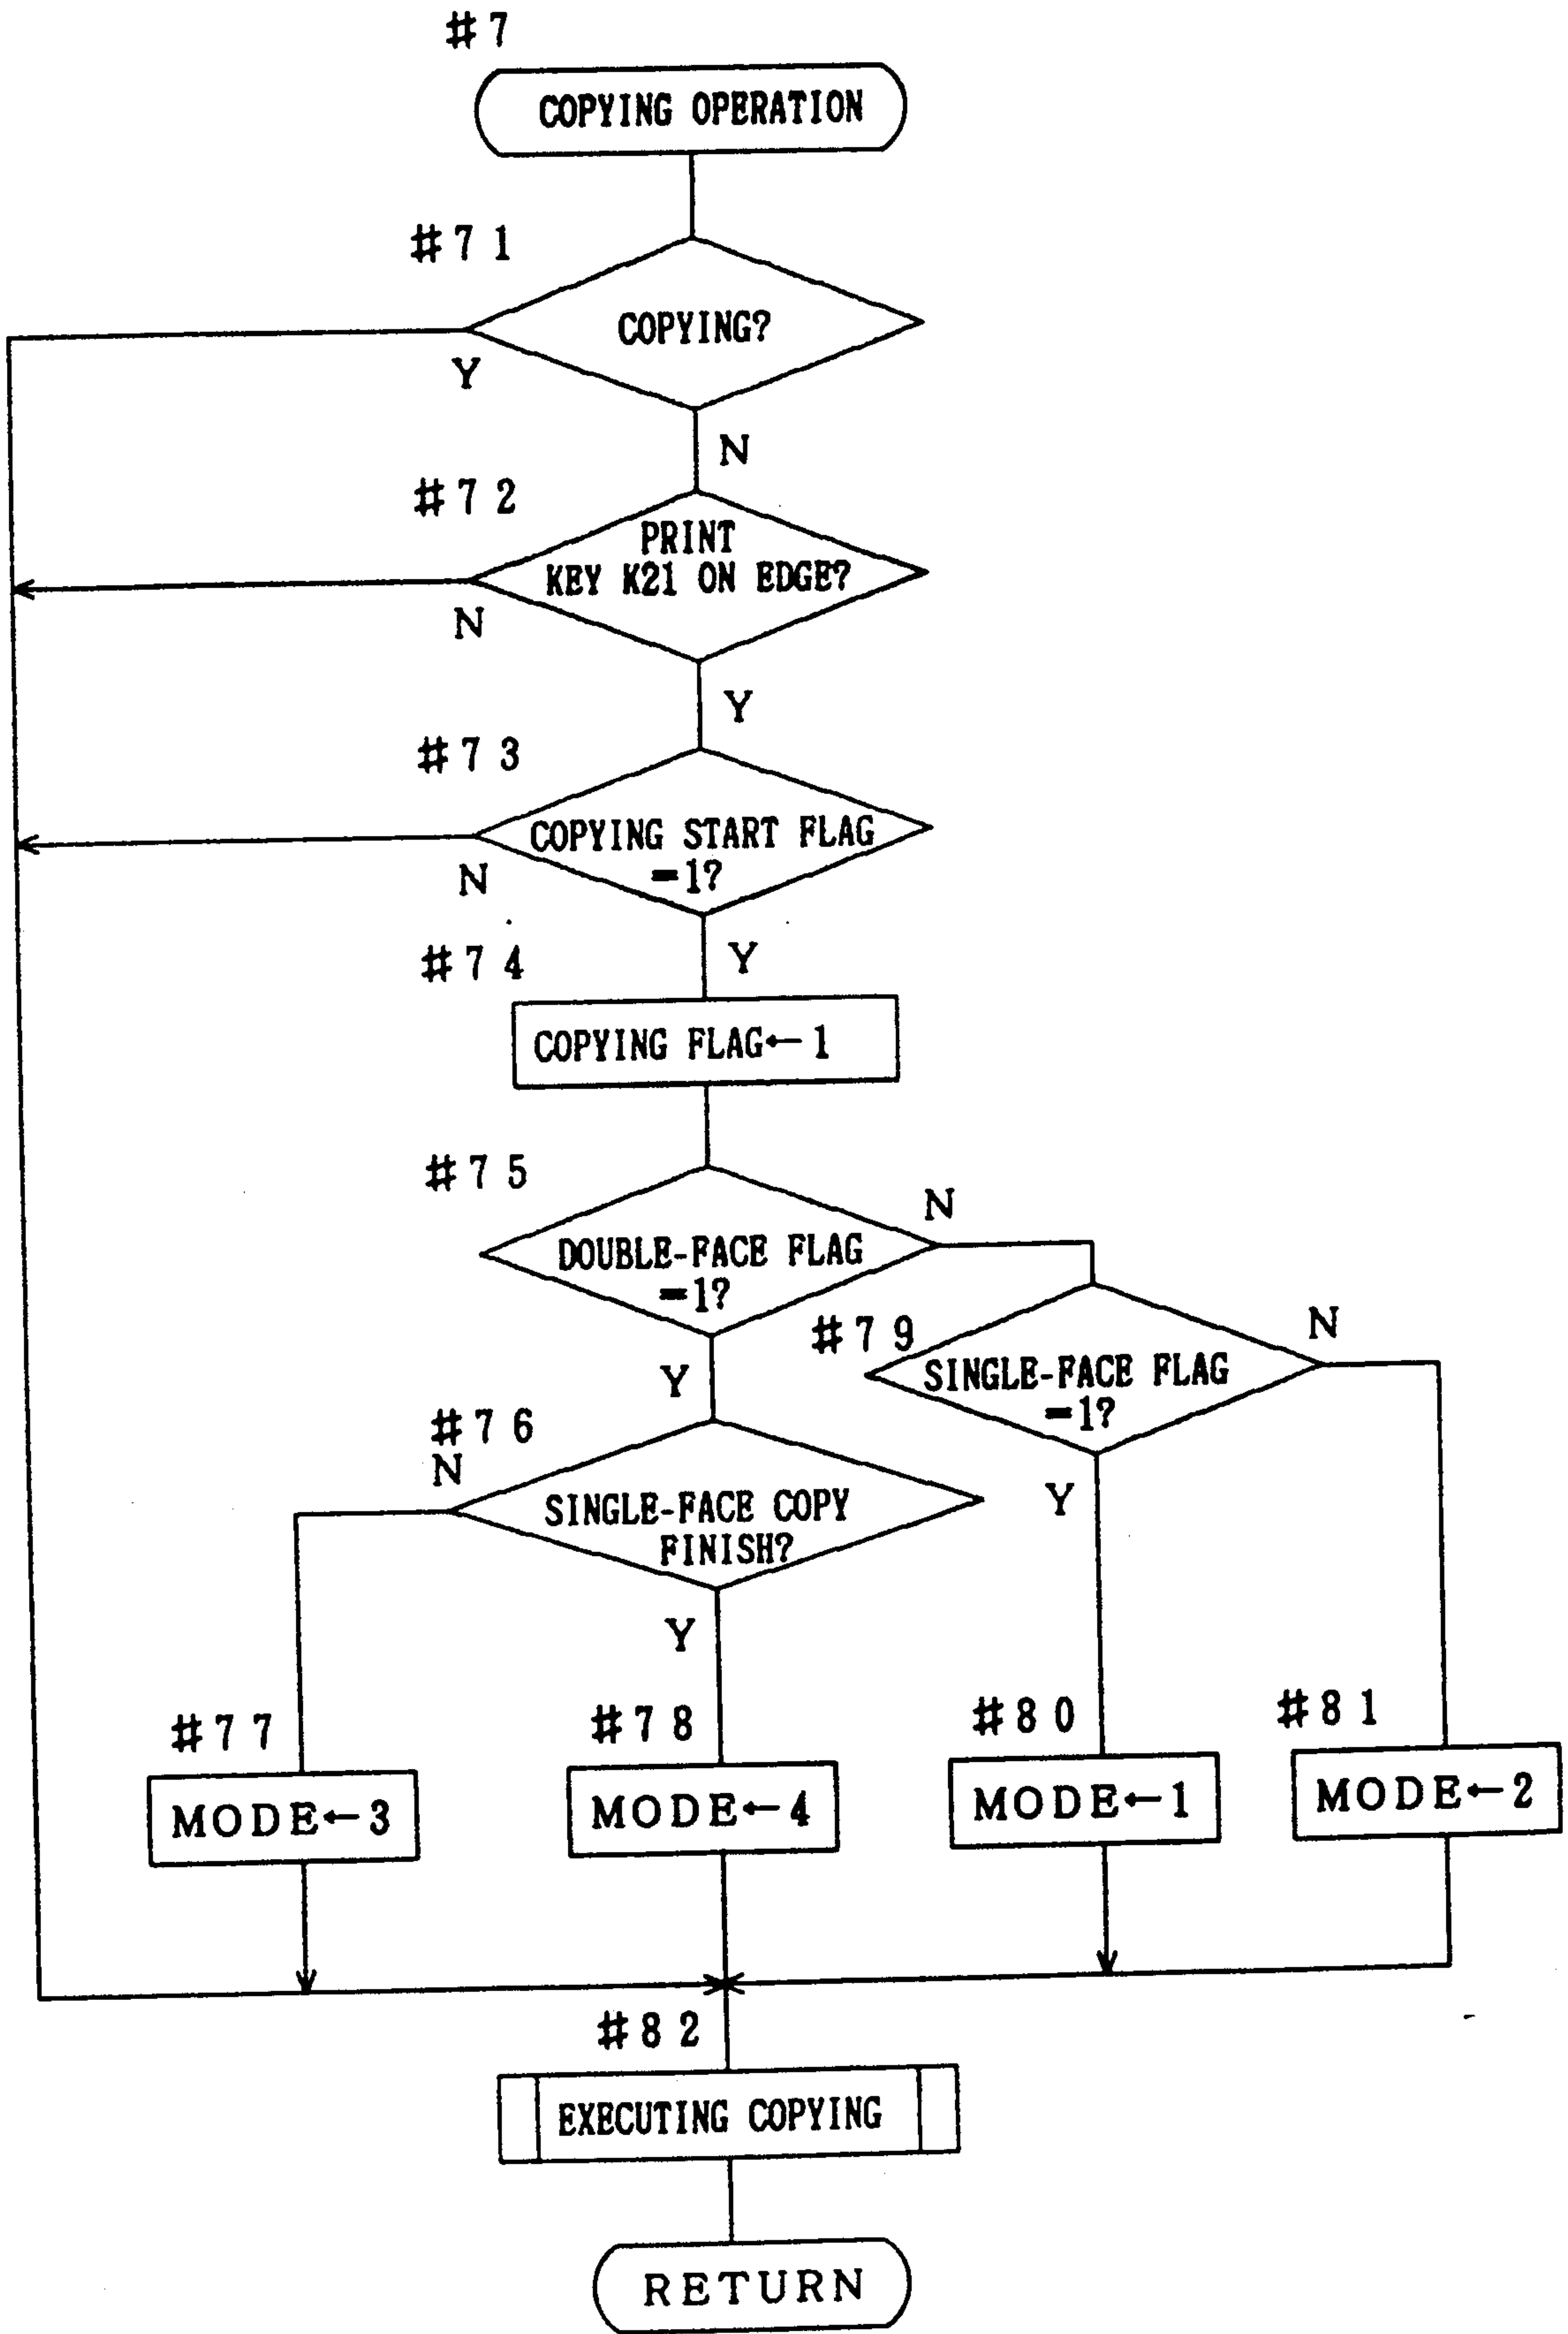 #7
COPYING OPERATION
#71
COPYING?
Y
N
#72
PRINT
KEY K21 ON EDGE?
N
Y
#73
COPYING START FLAG
=1?
N
Y
#74
COPYING FLAG←1
#75
N
DOUBLE-FACE FLAG
=1?
Y
#79
N
SINGLE-FACE FLAG
=1?
Y
#76
N
SINGLE-FACE COPY
FINISH?
Y
#77
MODE←3
#78
MODE←4
#80
MODE←1
#81
MODE←2
#82
EXECUTING COPYING
RETURN